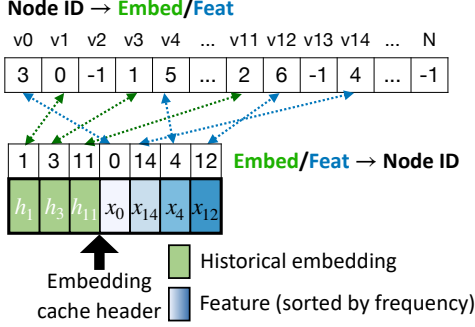 Node ID → Embed/Feat
v0 v1 v2 v3 v4 ... v11 v12 v13 v14 ... N
3 0 -1 1 5 ... 2 6 -1 4 ... -1
1 3 11 0 14 4 12 Embed/Feat → Node ID
h1 h3 h11 x0 x14 x4 x12
Embedding cache header
Historical embedding
Feature (sorted by frequency)